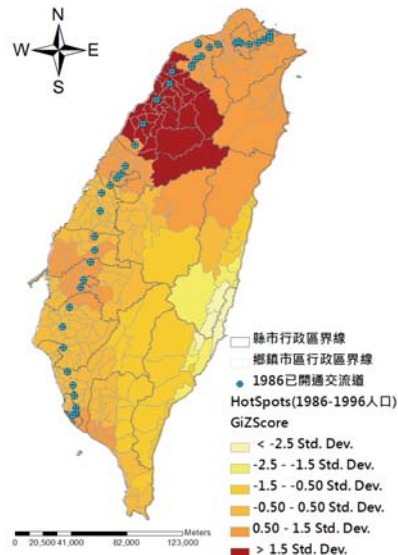 N
W E
S
縣市行政區界線
鄉鎮市區行政區界線
1986已開通交流道
HotSpots(1986-1996人口)
GiZScore
< -2.5 Std. Dev.
-2.5 - -1.5 Std. Dev.
-1.5 - -0.50 Std. Dev.
-0.50 - 0.50 Std. Dev.
0.50 - 1.5 Std. Dev.
> 1.5 Std. Dev.
Meters
0 20,500 41,000 82,000 123,000